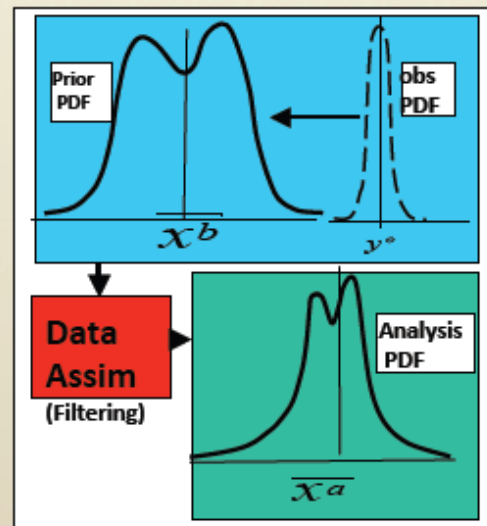 Prior
PDF
obs
PDF
x^b
y^o
Data
Assim
(Filtering)
Analysis
PDF
x^a